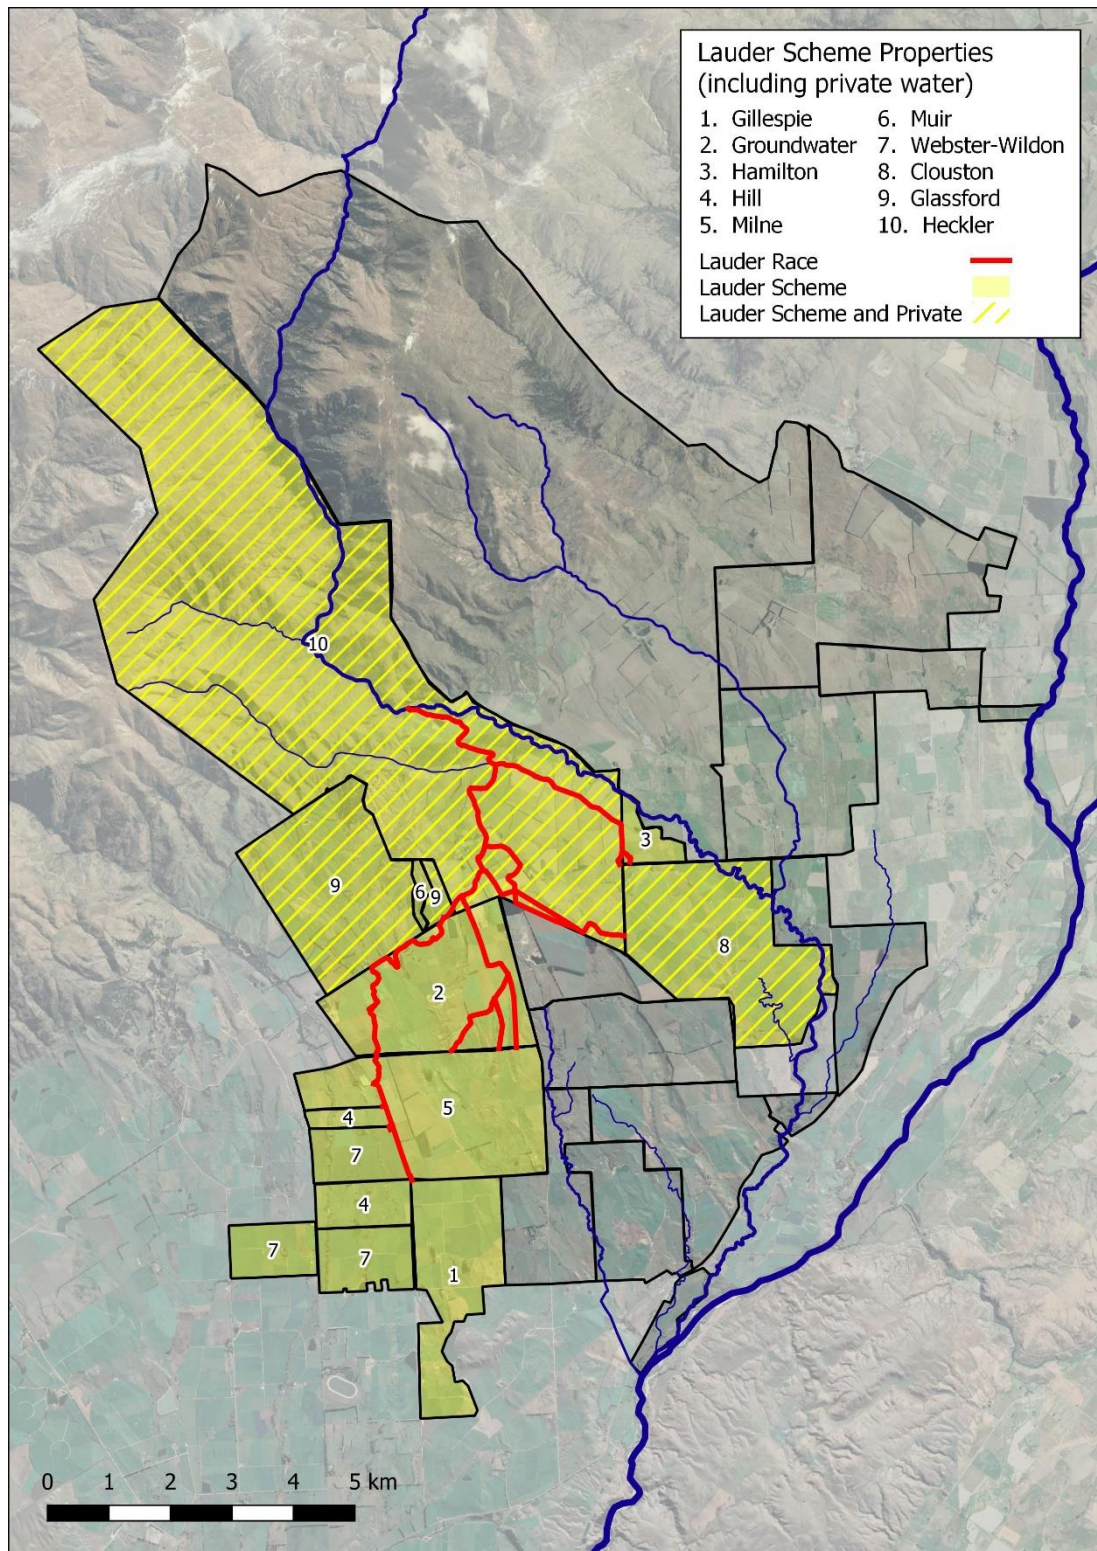 Lauder Scheme Properties
(including private water)
1. Gillespie 6. Muir
2. Groundwater 7. Webster-Wildon
3. Hamilton 8. Clouston
4. Hill 9. Glassford
5. Milne 10. Heckler
Lauder Race
Lauder Scheme
Lauder Scheme and Private
10
3
9
6
9
8
2
5
4
7
4
7
7
1
0 1 2 3 4 5 km